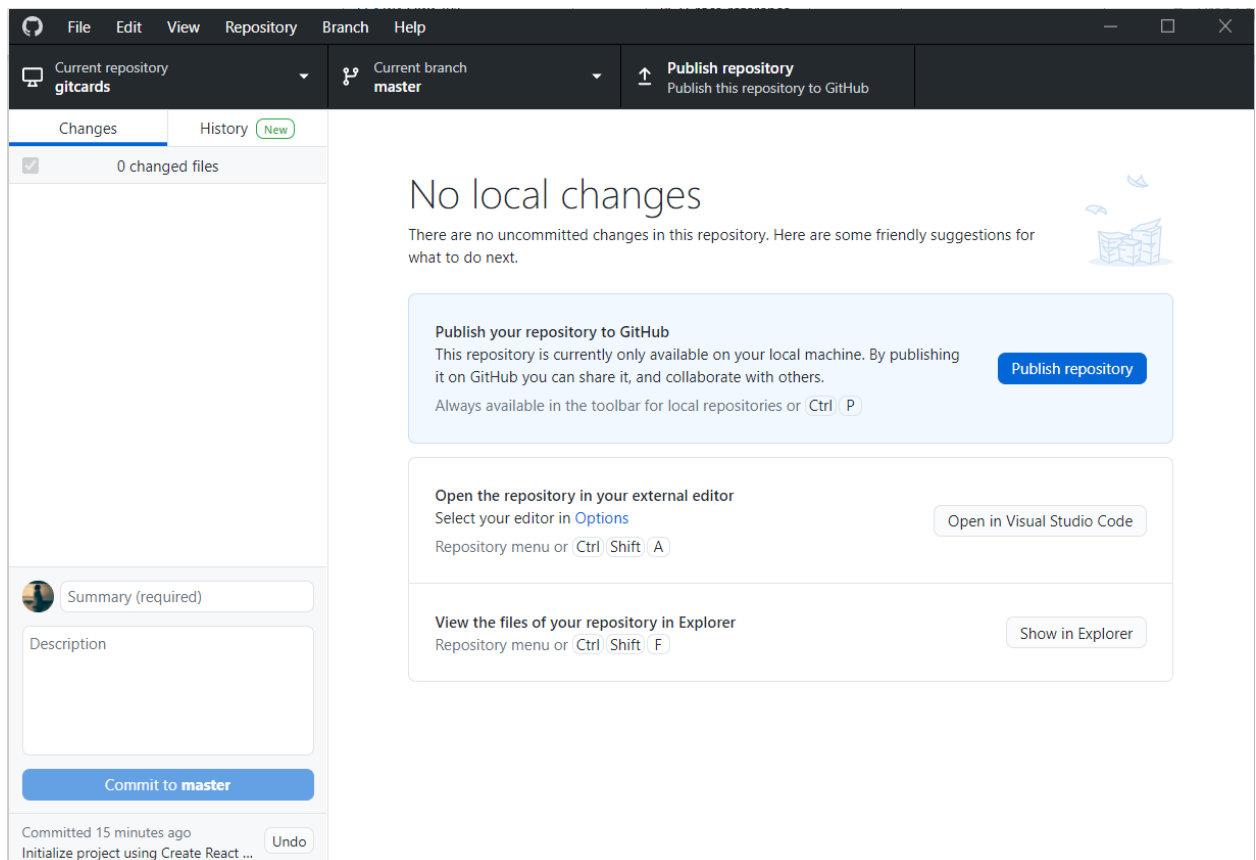 File Edit View Repository Branch Help
Current repository
gitcards
Current branch
master
Publish repository
Publish this repository to GitHub
Changes
History New
0 changed files
No local changes
There are no uncommitted changes in this repository. Here are some friendly suggestions for
what to do next.
Publish your repository to GitHub
This repository is currently only available on your local machine. By publishing
it on GitHub you can share it, and collaborate with others.
Always available in the toolbar for local repositories or Ctrl P
Publish repository
Open the repository in your external editor
Select your editor in Options
Repository menu or Ctrl Shift A
Open in Visual Studio Code
View the files of your repository in Explorer
Repository menu or Ctrl Shift F
Show in Explorer
Summary (required)
Description
Commit to master
Committed 15 minutes ago
Initialize project using Create React ...
Undo